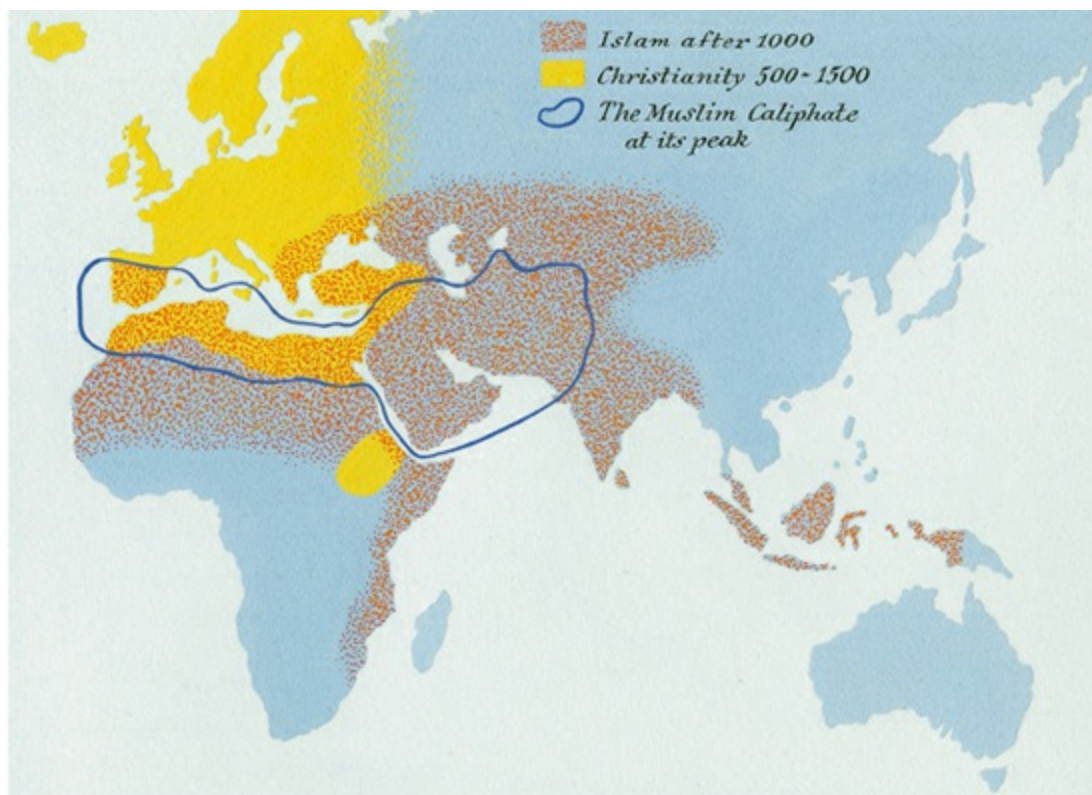 Islam after 1000
Christianity 500-1500
The Muslim Caliphate
at its peak